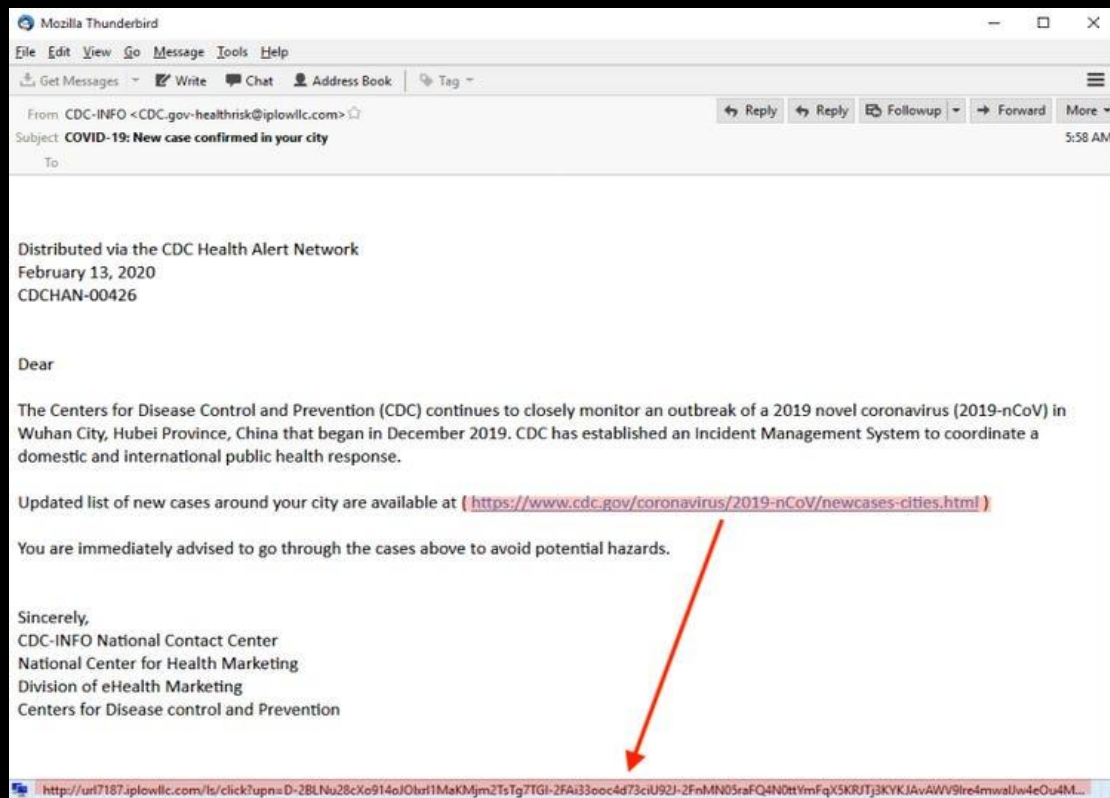 Mozilla Thunderbird
File Edit View Go Message Tools Help
Get Messages Write Chat Address Book Tag
From CDC-INFO <CDC.gov-healthrisk@iplowllc.com> Reply Reply Followup Forward More
Subject COVID-19: New case confirmed in your city 5:58 AM
To
Distributed via the CDC Health Alert Network
February 13, 2020
CDCHAN-00426
Dear
The Centers for Disease Control and Prevention (CDC) continues to closely monitor an outbreak of a 2019 novel coronavirus (2019-nCoV) in
Wuhan City, Hubei Province, China that began in December 2019. CDC has established an Incident Management System to coordinate a
domestic and international public health response.
Updated list of new cases around your city are available at ( https://www.cdc.gov/coronavirus/2019-nCoV/newcases-cities.html )
You are immediately advised to go through the cases above to avoid potential hazards.
Sincerely,
CDC-INFO National Contact Center
National Center for Health Marketing
Division of eHealth Marketing
Centers for Disease control and Prevention